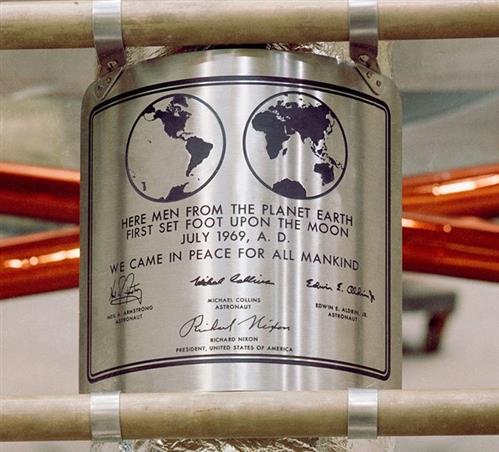 HERE MEN FROM THE PLANET EARTH
FIRST SET FOOT UPON THE MOON
JULY 1969, A. D.
WE CAME IN PEACE FOR ALL MANKIND
Michael Collins
Edwin E. Aldrin Jr.
NEIL A. ARMSTRONG
ASTRONAUT
MICHAEL COLLINS
ASTRONAUT
EDWIN E. ALDRIN, JR.
ASTRONAUT
Richard Nixon
RICHARD NIXON
PRESIDENT, UNITED STATES OF AMERICA